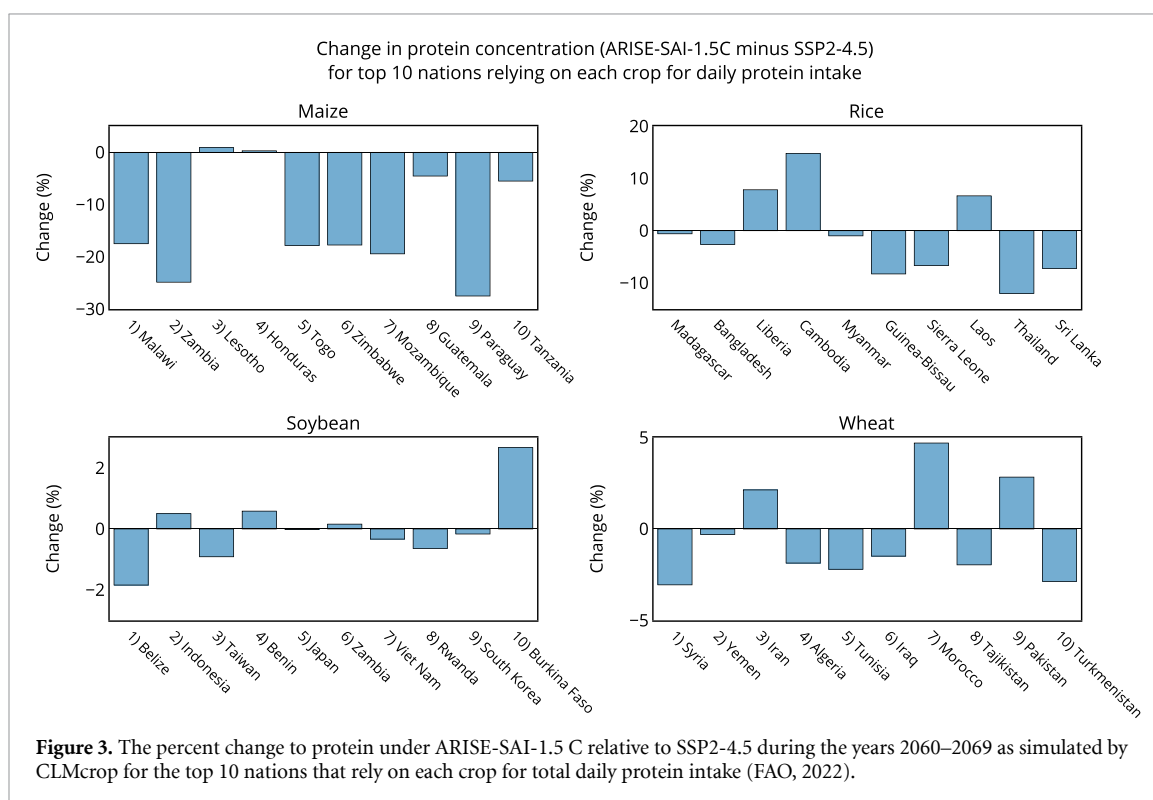 Change in protein concentration (ARISE-SAI-1.5C minus SSP2-4.5)
for top 10 nations relying on each crop for daily protein intake
Maize
Change (%)
0
−10
−20
−30
1) Malawi
2) Zambia
3) Lesotho
4) Honduras
5) Togo
6) Zimbabwe
7) Mozambique
8) Guatemala
9) Paraguay
10) Tanzania
Rice
Change (%)
20
10
0
−10
Madagascar
Bangladesh
Liberia
Cambodia
Myanmar
Guinea-Bissau
Sierra Leone
Laos
Thailand
Sri Lanka
Soybean
Change (%)
2
0
−2
1) Belize
2) Indonesia
3) Taiwan
4) Benin
5) Japan
6) Zambia
7) Viet Nam
8) Rwanda
9) South Korea
10) Burkina Faso
Wheat
Change (%)
5
0
−5
1) Syria
2) Yemen
3) Iran
4) Algeria
5) Tunisia
6) Iraq
7) Morocco
8) Tajikistan
9) Pakistan
10) Turkmenistan
Figure 3. The percent change to protein under ARISE-SAI-1.5 C relative to SSP2-4.5 during the years 2060–2069 as simulated by
CLMcrop for the top 10 nations that rely on each crop for total daily protein intake (FAO, 2022).